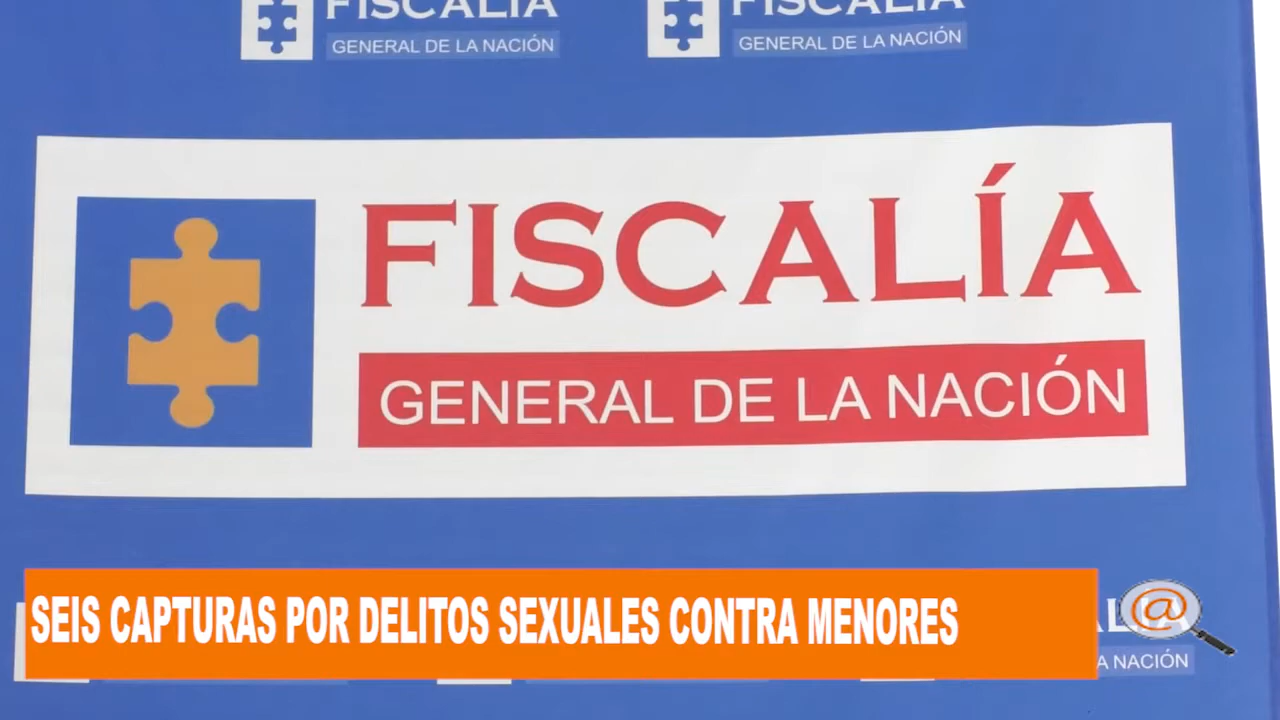 FISCALÍA FISCALÍA
GENERAL DE LA NACIÓN GENERAL DE LA NACIÓN
FISCALÍA
GENERAL DE LA NACIÓN
SEIS CAPTURAS POR DELITOS SEXUALES CONTRA MENORES
@
A NACIÓN